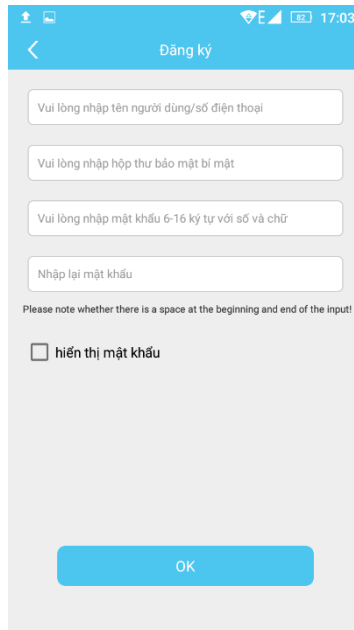 E 82 17:03
Đăng ký
Vui lòng nhập tên người dùng/số điện thoại
Vui lòng nhập hộp thư bảo mật bí mật
Vui lòng nhập mật khẩu 6-16 ký tự với số và chữ
Nhập lại mật khẩu
Please note whether there is a space at the beginning and end of the input!
hiển thị mật khẩu
OK